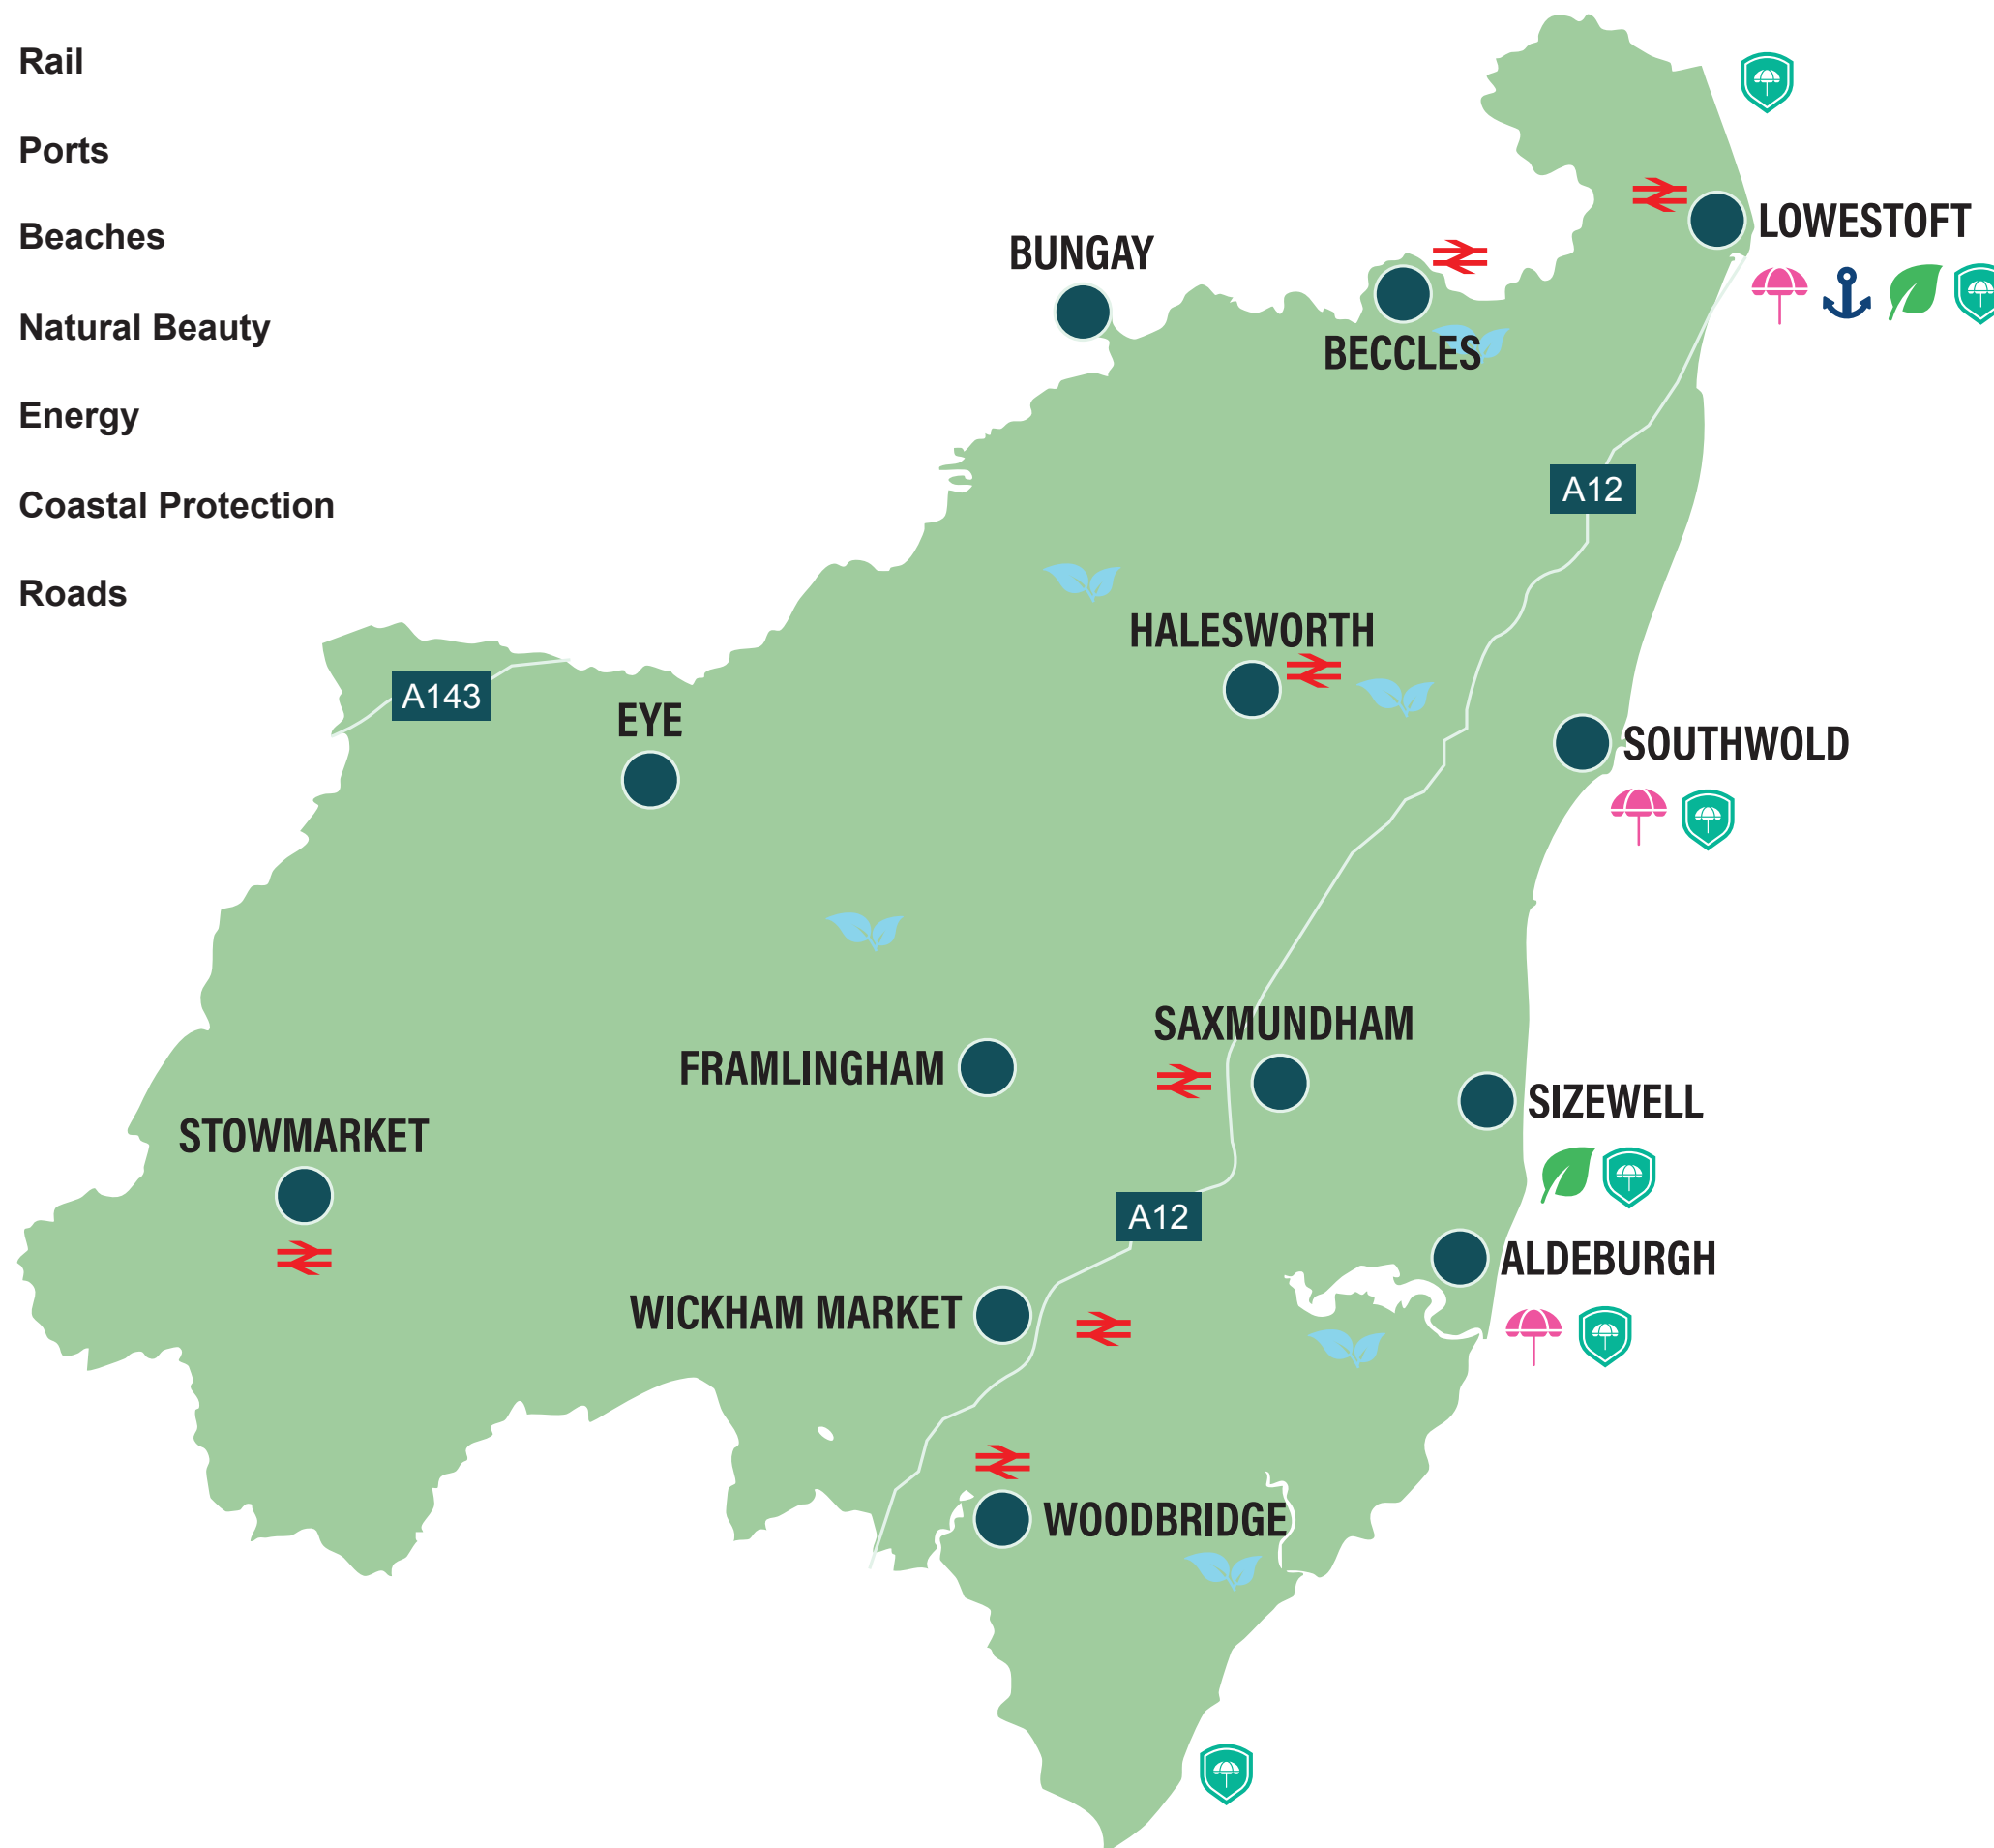 Rail
Ports
Beaches
Natural Beauty
Energy
Coastal Protection
Roads
LOWESTOFT
BUNGAY
BECCLES
A12
HALESWORTH
A143
EYE
SOUTHWOLD
SAXMUNDHAM
FRAMLINGHAM
SIZEWELL
STOWMARKET
A12
ALDEBURGH
WICKHAM MARKET
WOODBRIDGE